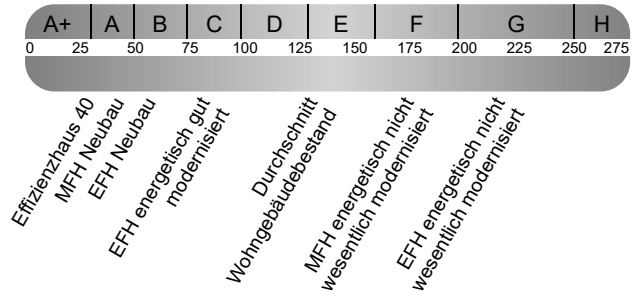 A+ A B C D E F G H
0 25 50 75 100 125 150 175 200 225 250 275
Effizienzhaus 40
MFH Neubau
EFH Neubau
EFH energetisch gut
modernisiert
Durchschnitt
Wohngebäudebestand
MFH energetisch nicht
wesentlich modernisiert
EFH energetisch nicht
wesentlich modernisiert